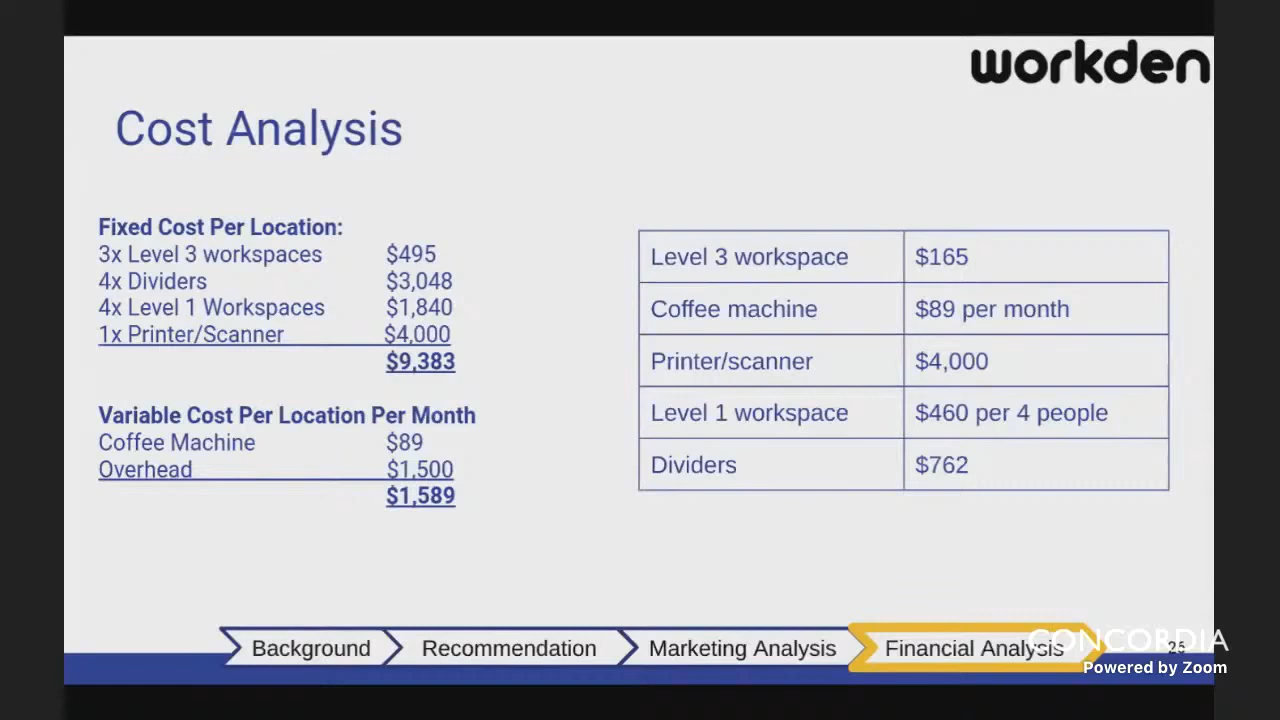 workden
Cost Analysis
Fixed Cost Per Location:
3x Level 3 workspaces $495
4x Dividers $3,048
4x Level 1 Workspaces $1,840
1x Printer/Scanner $4,000
$9,383
Variable Cost Per Location Per Month
Coffee Machine $89
Overhead $1,500
$1,589
Level 3 workspace $165
Coffee machine $89 per month
Printer/scanner $4,000
Level 1 workspace $460 per 4 people
Dividers $762
Background Recommendation Marketing Analysis Financial Analysis
CONCORDIA
Powered by Zoom